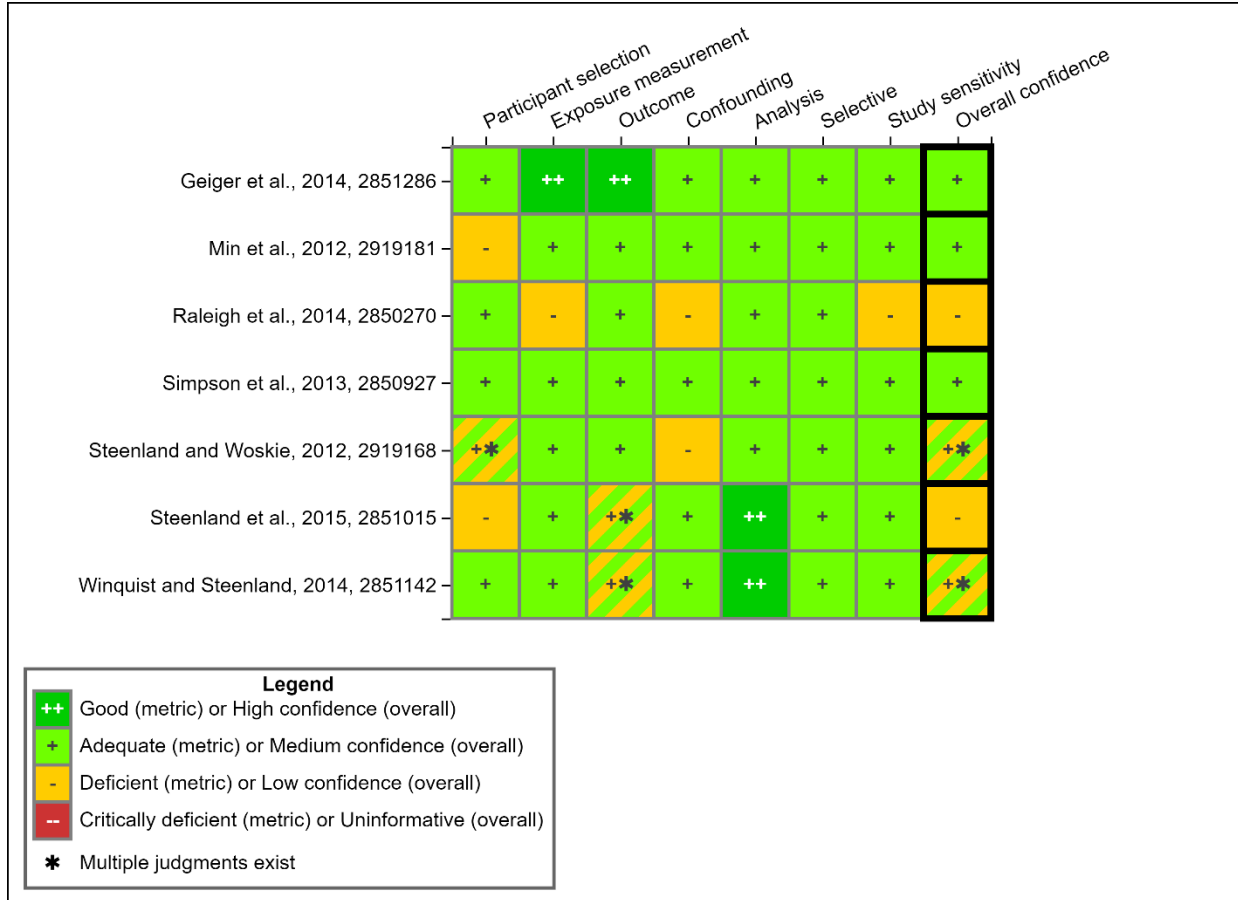 Participant selection
Exposure measurement
Outcome
Confounding
Analysis
Selective
Study sensitivity
Overall confidence
Geiger et al., 2014, 2851286 + ++ ++ + + + + +
Min et al., 2012, 2919181 - + + + + + + +
Raleigh et al., 2014, 2850270 + - + - + + - -
Simpson et al., 2013, 2850927 + + + + + + + +
Steenland and Woskie, 2012, 2919168 +✱ + + - + + + +✱
Steenland et al., 2015, 2851015 - + +✱ + ++ + + -
Winquist and Steenland, 2014, 2851142 + + +✱ + ++ + + +✱
Legend
++ Good (metric) or High confidence (overall)
+ Adequate (metric) or Medium confidence (overall)
- Deficient (metric) or Low confidence (overall)
-- Critically deficient (metric) or Uninformative (overall)
✱ Multiple judgments exist